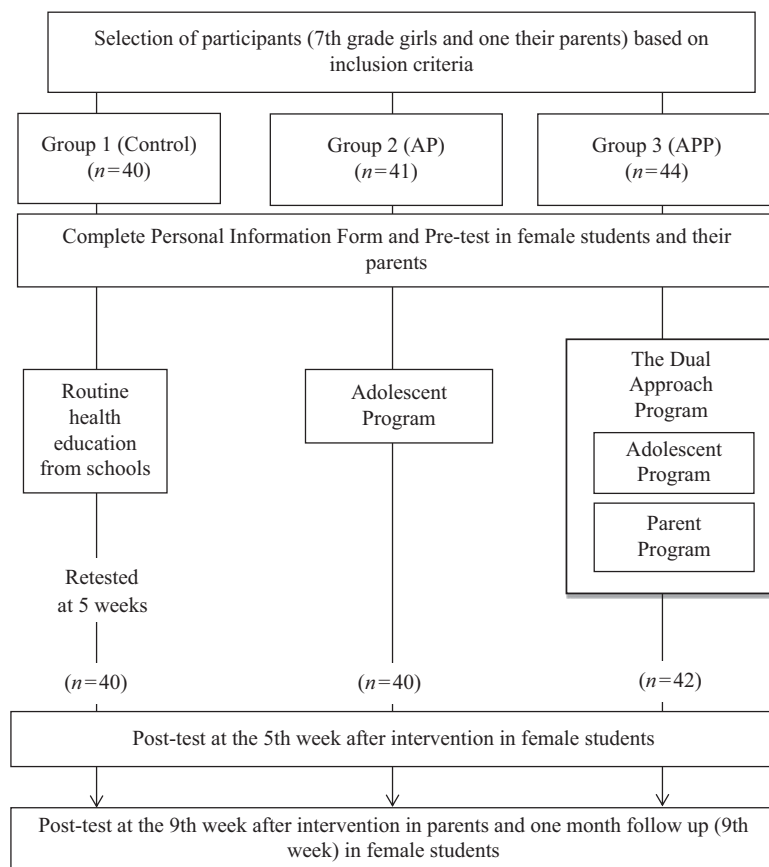 Selection of participants (7th grade girls and one their parents) based on
inclusion criteria
Group 1 (Control)
(n=40)
Group 2 (AP)
(n=41)
Group 3 (APP)
(n=44)
Complete Personal Information Form and Pre-test in female students and their
parents
Routine
health
education
from schools
Adolescent
Program
The Dual
Approach
Program
Adolescent
Program
Parent
Program
Retested
at 5 weeks
(n=40)
(n=40)
(n=42)
Post-test at the 5th week after intervention in female students
Post-test at the 9th week after intervention in parents and one month follow up (9th
week) in female students